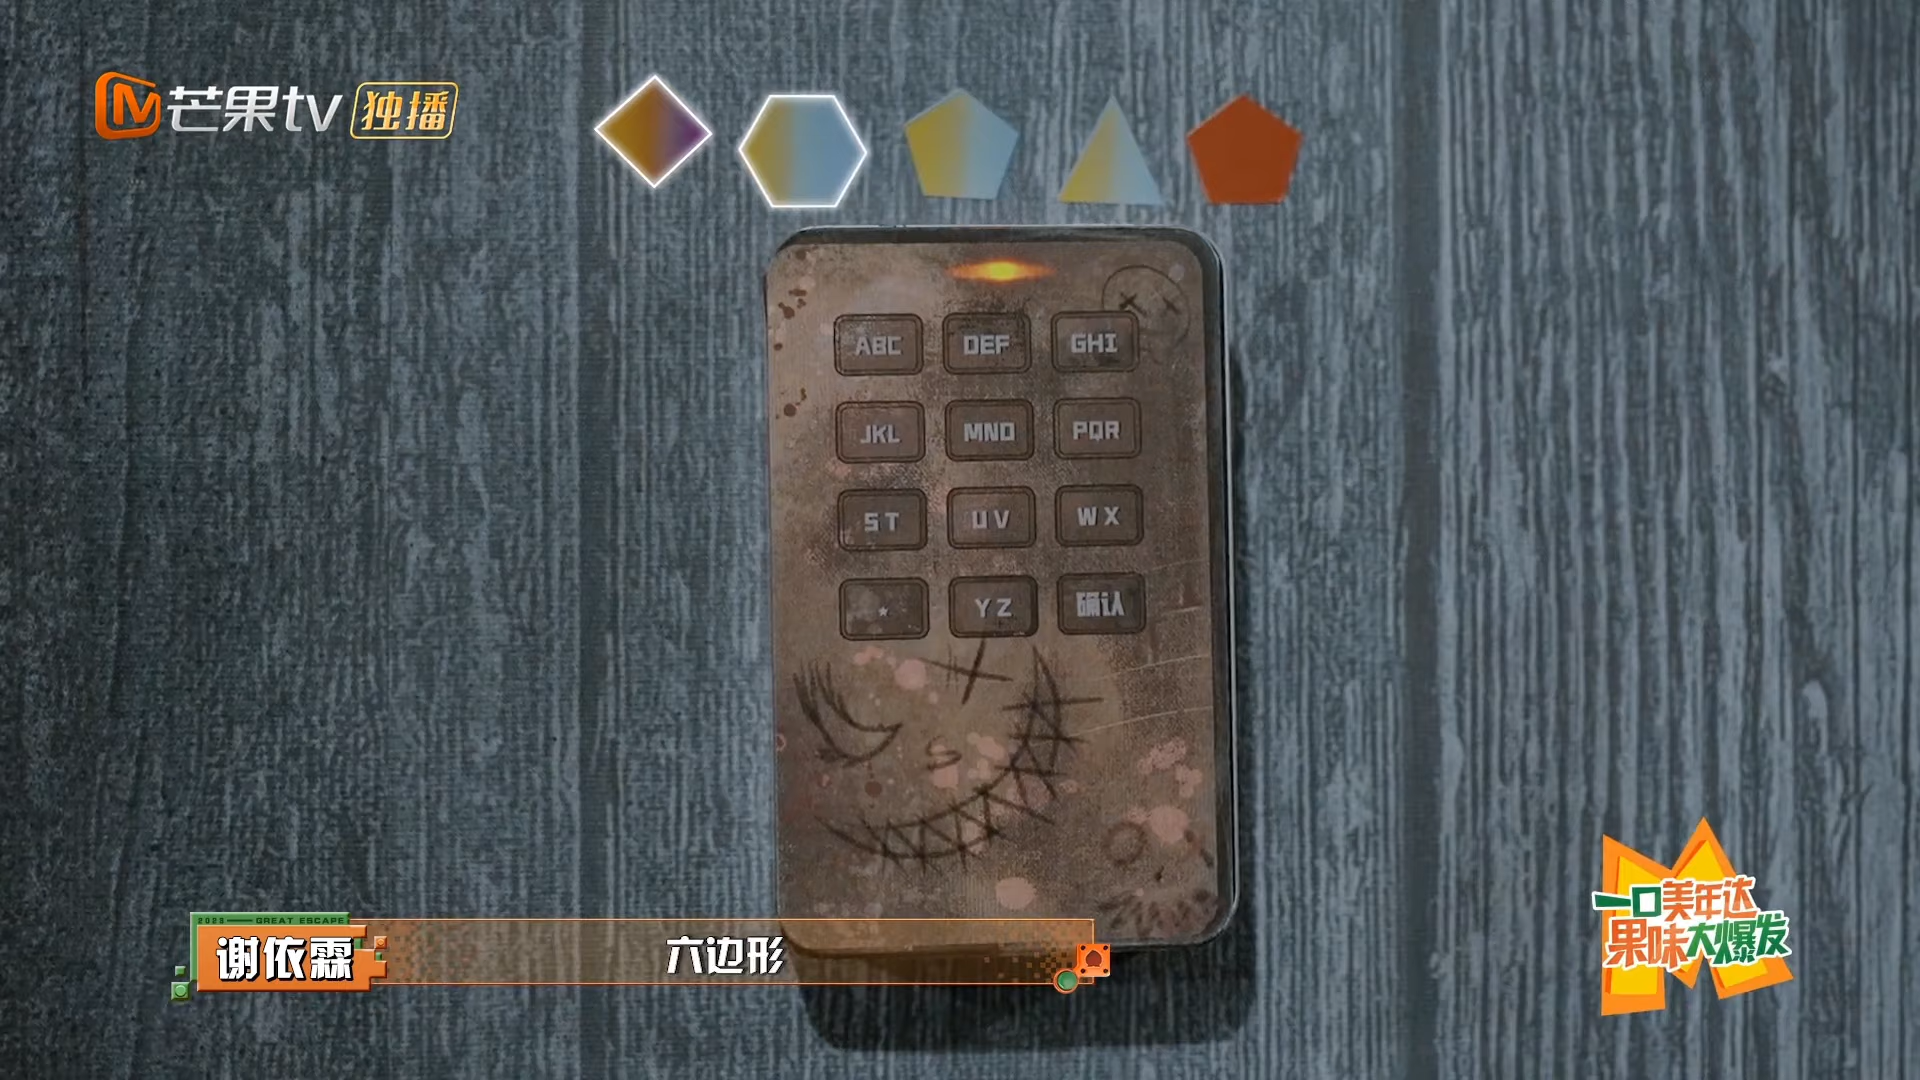 芒果tv 独播
ABC DEF GHI
JKL MNO PQR
ST UV WX
* YZ 确认
2023 GREAT ESCAPE
谢依霖 六边形
一口美年达
果味大爆发